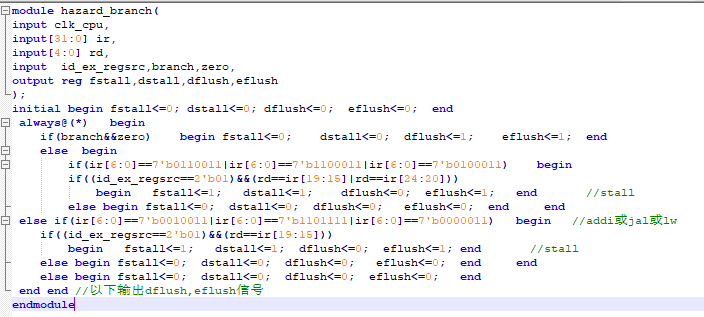 module hazard_branch(
input clk_cpu,
input[31:0] ir,
input[4:0] rd,
input  id_ex_regsrc,branch,zero,
output reg fstall,dstall,dflush,eflush
);
initial begin fstall<=0; dstall<=0; dflush<=0;  eflush<=0;  end
always@(*)   begin
if(branch&&zero)    begin fstall<=0;    dstall<=0;  dflush<=1;    eflush<=1;  end
else  begin
if(ir[6:0]==7'b0110011|ir[6:0]==7'b1100011|ir[6:0]==7'b0100011)    begin
if((id_ex_regsrc==2'b01)&&(rd==ir[19:15]|rd==ir[24:20]))
begin   fstall<=1;   dstall<=1;    dflush<=0;  eflush<=1;   end       //stall
else begin fstall<=0;  dstall<=0;  dflush<=0;   eflush<=0;   end     end
else if(ir[6:0]==7'b0010011|ir[6:0]==7'b1101111|ir[6:0]==7'b0000011)   begin   //addi或jal或lw
if((id_ex_regsrc==2'b01)&&(rd==ir[19:15]))
begin   fstall<=1;   dstall<=1;  dflush<=0;  eflush<=1; end       //stall
else begin fstall<=0;  dstall<=0;  dflush<=0;  eflush<=0;   end     end
else begin fstall<=0;  dstall<=0;  dflush<=0;  eflush<=0;   end
end end //以下输出dflush,eflush信号
endmodule